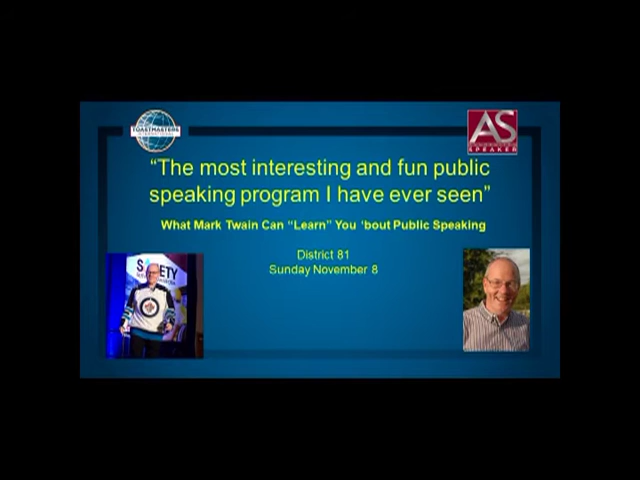 TOASTMASTERS
INTERNATIONAL
AS
SPEAKER
“The most interesting and fun public
speaking program I have ever seen”
What Mark Twain Can “Learn” You ‘bout Public Speaking
District 81
Sunday November 8